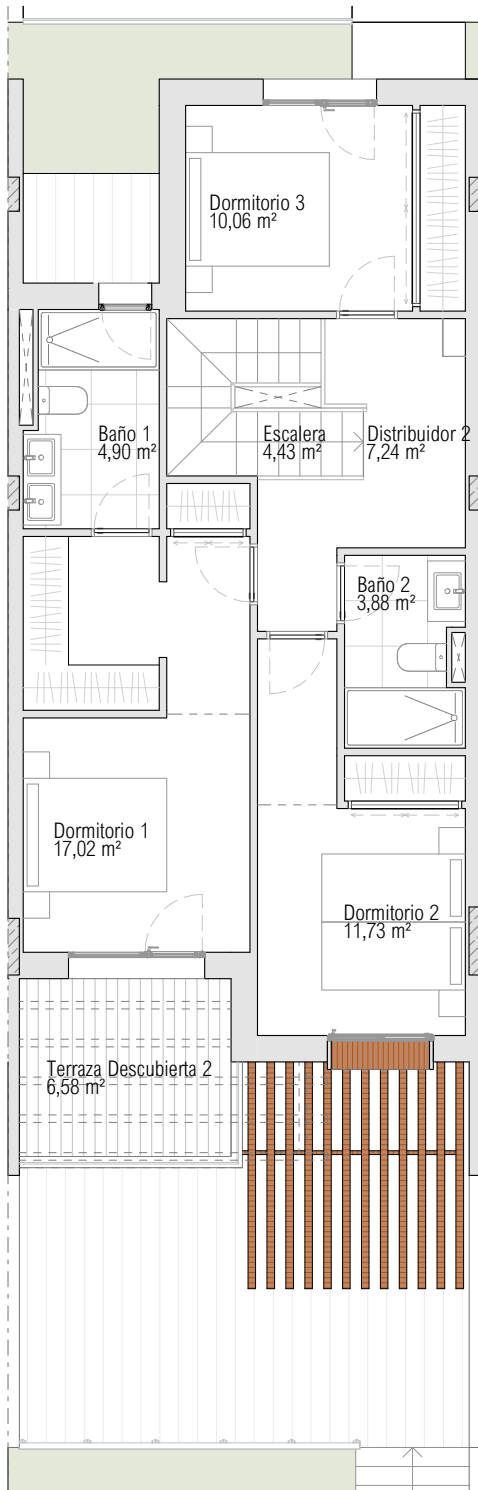 Dormitorio 3
10,06 m²
Baño 1
4,90 m²
Escalera
4,43 m²
Distribuidor 2
7,24 m²
Baño 2
3,88 m²
Dormitorio 1
17,02 m²
Dormitorio 2
11,73 m²
Terraza Descubierta 2
6,58 m²